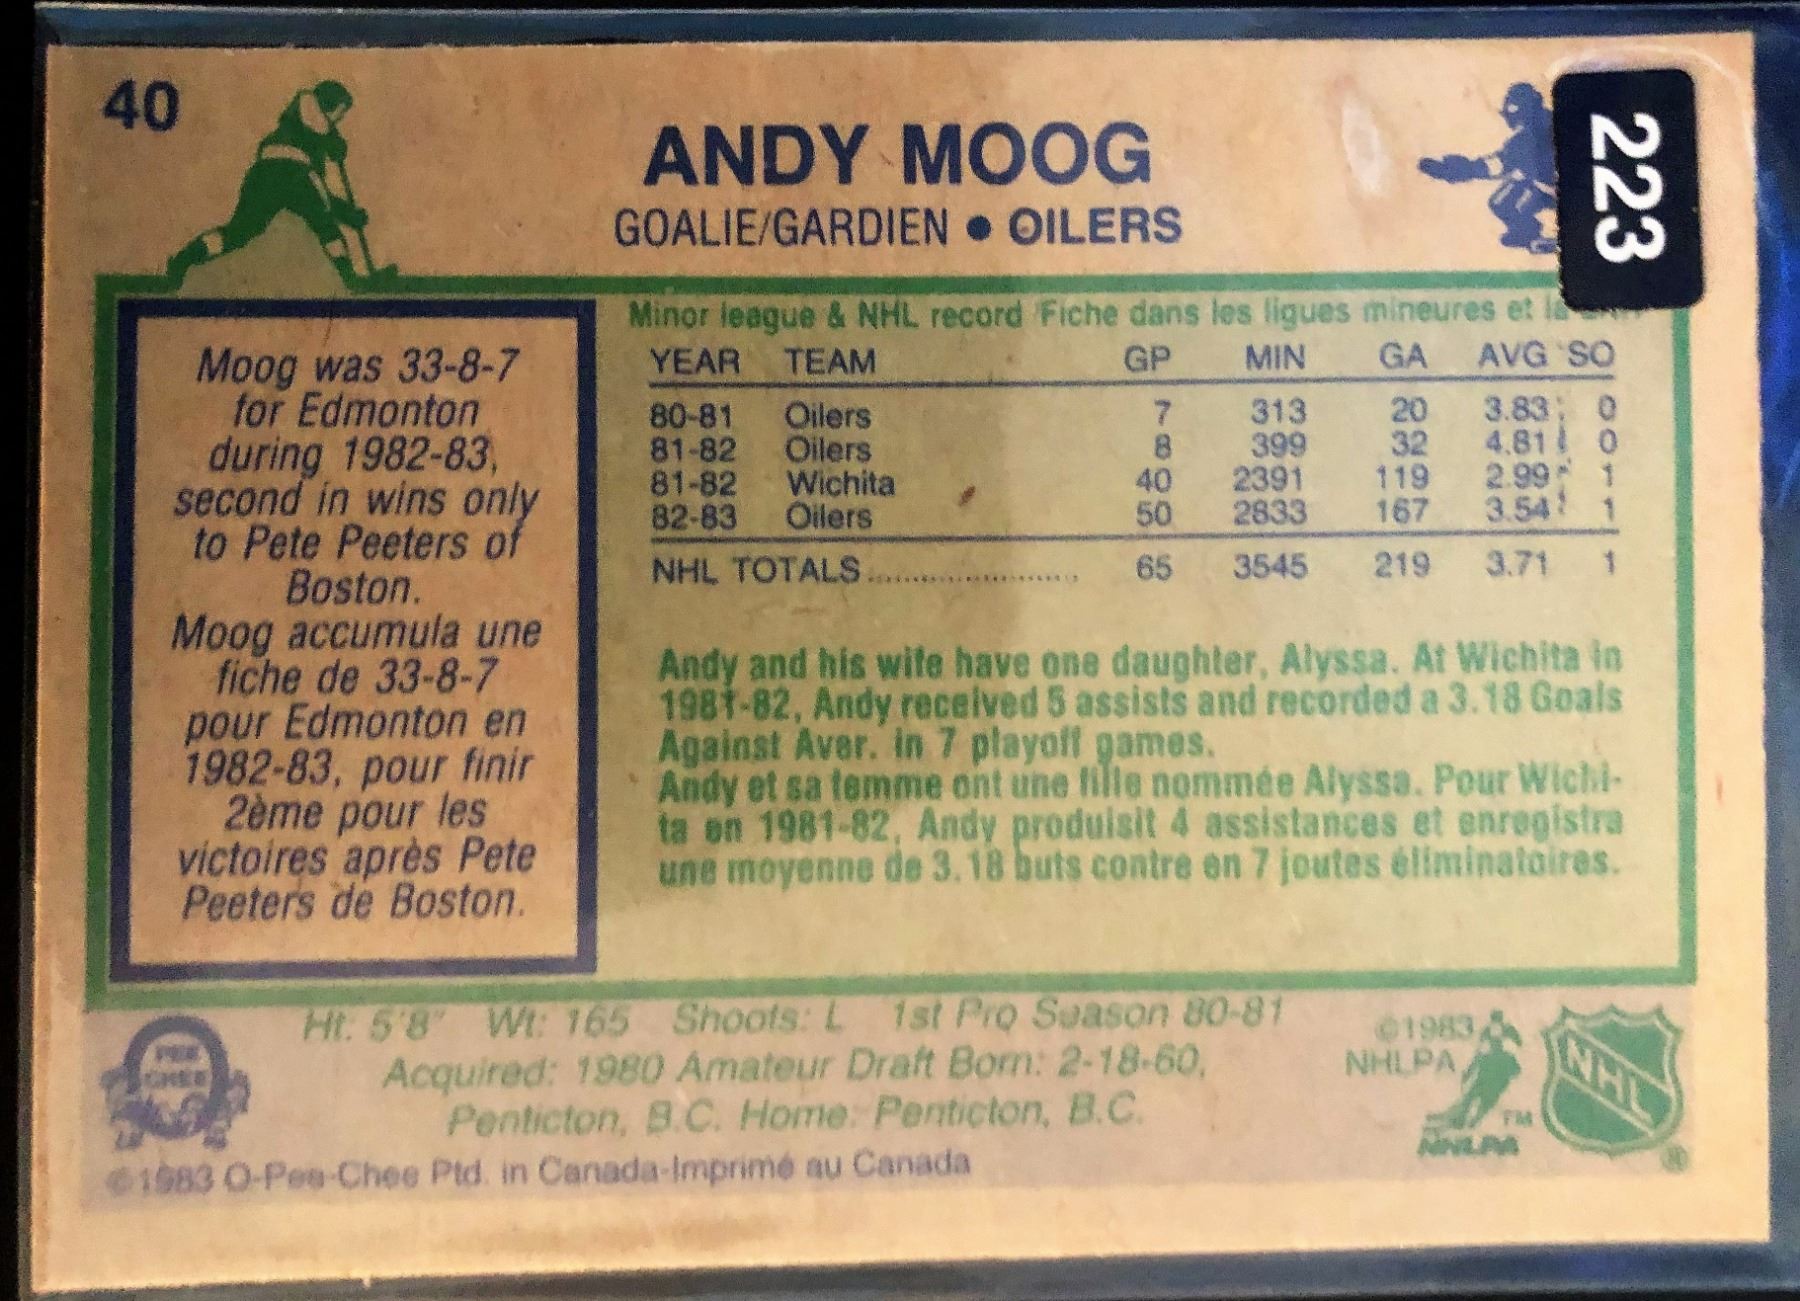 40
ANDY MOOG
GOALIE/GARDIEN • OILERS
223
Moog was 33-8-7
for Edmonton
during 1982-83,
second in wins only
to Pete Peeters of
Boston.
Moog accumula une
fiche de 33-8-7
pour Edmonton en
1982-83, pour finir
2ème pour les
victoires après Pete
Peeters de Boston.
Minor league & NHL record/Fiche dans les ligues mineures et la
YEAR TEAM GP MIN GA AVG SO
80-81 Oilers 7 313 20 3.83 0
81-82 Oilers 8 399 32 4.81 0
81-82 Wichita 40 2391 119 2.99 1
82-83 Oilers 50 2833 167 3.54 1
NHL TOTALS 65 3545 219 3.71 1
Andy and his wife have one daughter, Alyssa. At Wichita in
1981-82, Andy received 5 assists and recorded a 3.18 Goals
Against Aver. in 7 playoff games.
Andy et sa femme ont une fille nommée Alyssa. Pour Wichi-
ta en 1981-82, Andy produisit 4 assistances et enregistra
une moyenne de 3.18 buts contre en 7 joutes éliminatoires.
Ht: 5'8" Wt: 165 Shoots: L 1st Pro Season 80-81
Acquired: 1980 Amateur Draft Born: 2-18-60,
Penticton, B.C. Home: Penticton, B.C.
©1983 O-Pee-Chee Ptd. in Canada-Imprimé au Canada
PEE
CHEE
©1983
NHLPA
TM
NHLPA
NHL
®